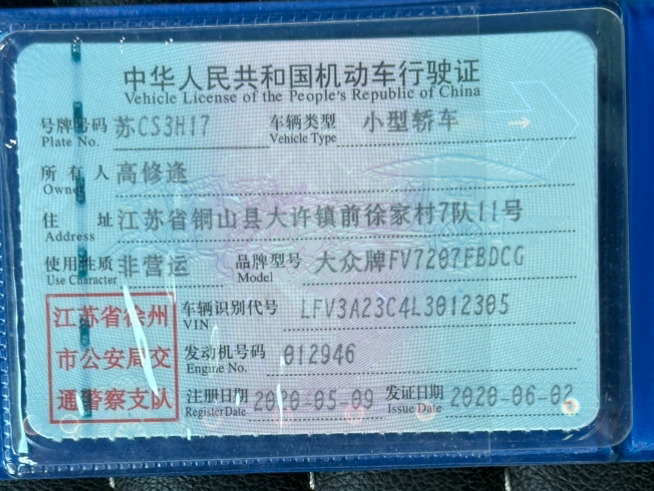 中华人民共和国机动车行驶证
Vehicle License of the People's Republic of China
号牌号码 苏CS3H17 车辆类型 小型轿车
Plate No. Vehicle Type
所有人 高修逢
Owner
住址 江苏省铜山县大许镇前徐家村7队11号
Address
使用性质 非营运 品牌型号 大众牌FV7207FBDCG
Use Character Model
江苏省徐州 车辆识别代号 LFV3A23C4L3012305
VIN
市公安局交 发动机号码 012946
Engine No.
通警察支队 注册日期 2020-05-09 发证日期 2020-06-02
Register Date Issue Date